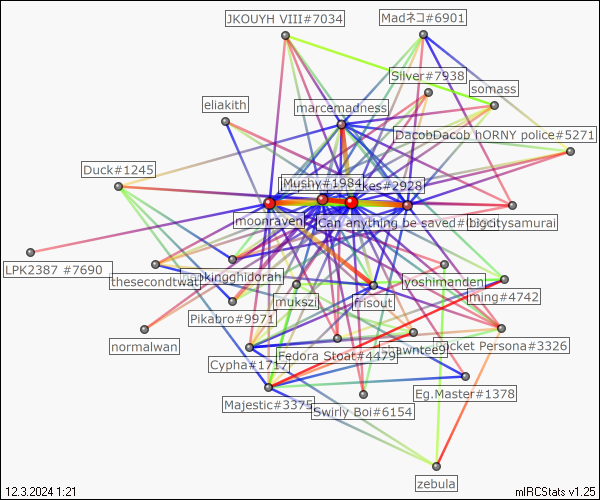 JKOUYH VIII#7034
Madネコ#6901
Silver#7938
somass
eliakith
marcemadness
DacobDacob hORNY police#5271
Duck#1245
Mushy#1984
kes#2928
moonraven
Can anything be saved#
bigcitysamurai
LPK2387 #7690
thesecondtwat
kingghidorah
mukszi
frisout
yoshimanden
ming#4742
Pikabro#9971
normalwan
Cypha#1717
Fedora Stoat#4479
awntees
ocket Persona#3326
Majestic#3375
Swirly Boi#6154
Eg.Master#1378
zebula
12.3.2024 1:21
mIRCStats v1.25